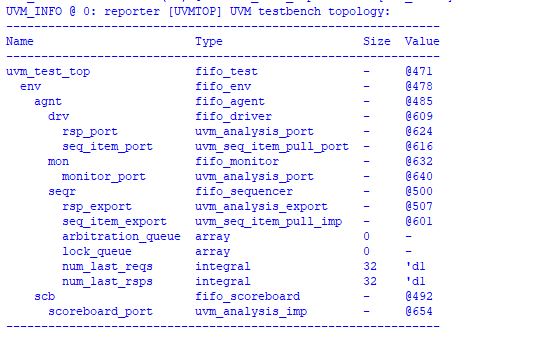 UVM_INFO @ 0: reporter [UVMTOP] UVM testbench topology:
--------------------------------------------------------------
Name                       Type                    Size  Value
--------------------------------------------------------------
uvm_test_top               fifo_test               -     @471
  env                      fifo_env                -     @478
    agnt                   fifo_agent              -     @485
      drv                  fifo_driver             -     @609
        rsp_port           uvm_analysis_port       -     @624
        seq_item_port      uvm_seq_item_pull_port  -     @616
      mon                  fifo_monitor            -     @632
        monitor_port       uvm_analysis_port       -     @640
      seqr                 fifo_sequencer          -     @500
        rsp_export         uvm_analysis_export     -     @507
        seq_item_export    uvm_seq_item_pull_imp   -     @601
        arbitration_queue  array                   0     -
        lock_queue         array                   0     -
        num_last_reqs      integral                32    'd1
        num_last_rsps      integral                32    'd1
    scb                    fifo_scoreboard         -     @492
      scoreboard_port      uvm_analysis_imp        -     @654
--------------------------------------------------------------